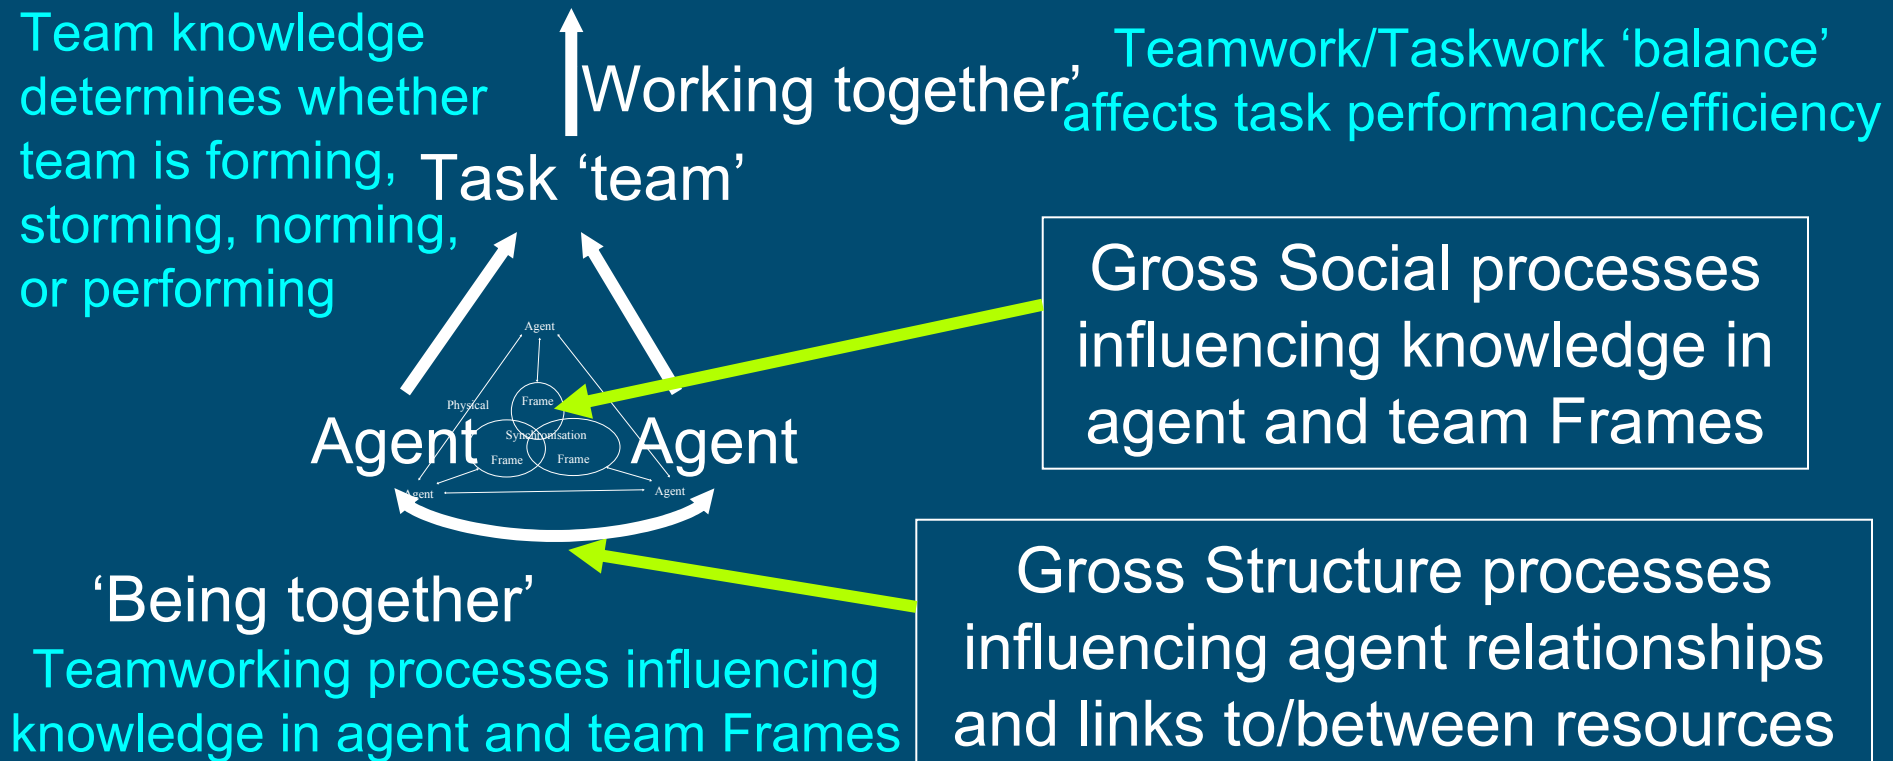 Team knowledge
determines whether
team is forming,
storming, norming,
or performing
‘Working together’
Teamwork/Taskwork ‘balance’
affects task performance/efficiency
Task ‘team’
Gross Social processes
influencing knowledge in
agent and team Frames
Agent
Physical
Frame
Agent
Synchronisation
Agent
Frame
Frame
Agent
Agent
‘Being together’
Teamworking processes influencing
knowledge in agent and team Frames
Gross Structure processes
influencing agent relationships
and links to/between resources